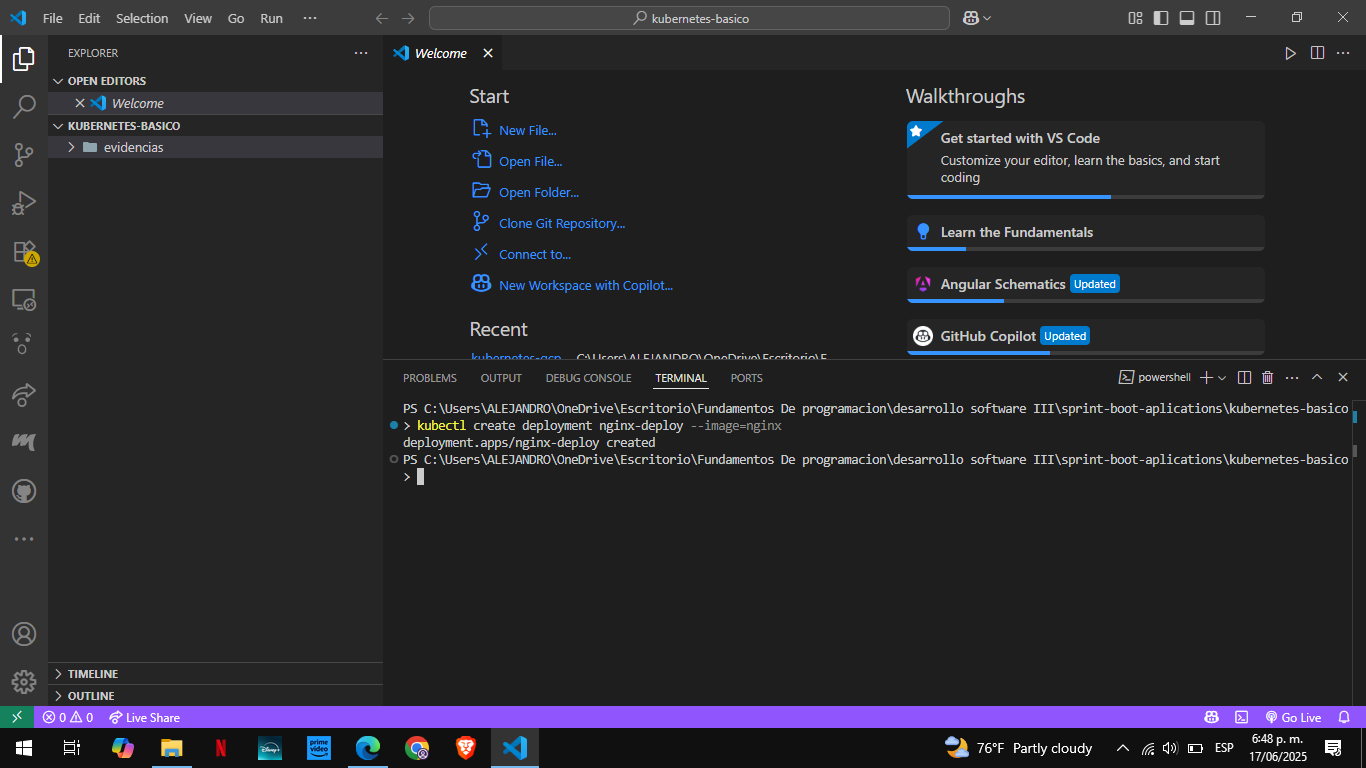 File Edit Selection View Go Run ···
kubernetes-basico
EXPLORER
OPEN EDITORS
Welcome
KUBERNETES-BASICO
evidencias
TIMELINE
OUTLINE
Welcome
Start
New File...
Open File...
Open Folder...
Clone Git Repository...
Connect to...
New Workspace with Copilot...
Recent
kubernetes-gcp C:\Users\ALEJANDRO\OneDrive\Escritorio\F...
Walkthroughs
Get started with VS Code
Customize your editor, learn the basics, and start
coding
Learn the Fundamentals
Angular Schematics Updated
GitHub Copilot Updated
PROBLEMS OUTPUT DEBUG CONSOLE TERMINAL PORTS
powershell
PS C:\Users\ALEJANDRO\OneDrive\Escritorio\Fundamentos De programacion\desarrollo software III\sprint-boot-aplications\kubernetes-basico
> kubectl create deployment nginx-deploy --image=nginx
deployment.apps/nginx-deploy created
PS C:\Users\ALEJANDRO\OneDrive\Escritorio\Fundamentos De programacion\desarrollo software III\sprint-boot-aplications\kubernetes-basico
>
0 0 Live Share
Go Live
76°F Partly cloudy
ESP
6:48 p. m.
17/06/2025